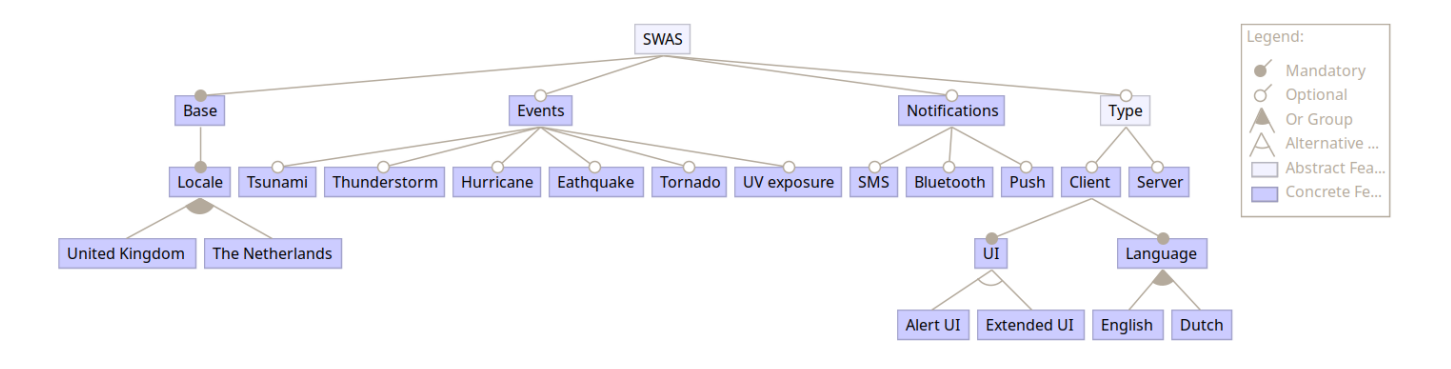 SWAS
Legend:
Mandatory
Optional
Or Group
Alternative ...
Abstract Fea...
Concrete Fe...
Base
Events
Notifications
Type
Locale
Tsunami
Thunderstorm
Hurricane
Eathquake
Tornado
UV exposure
SMS
Bluetooth
Push
Client
Server
United Kingdom
The Netherlands
UI
Language
Alert UI
Extended UI
English
Dutch